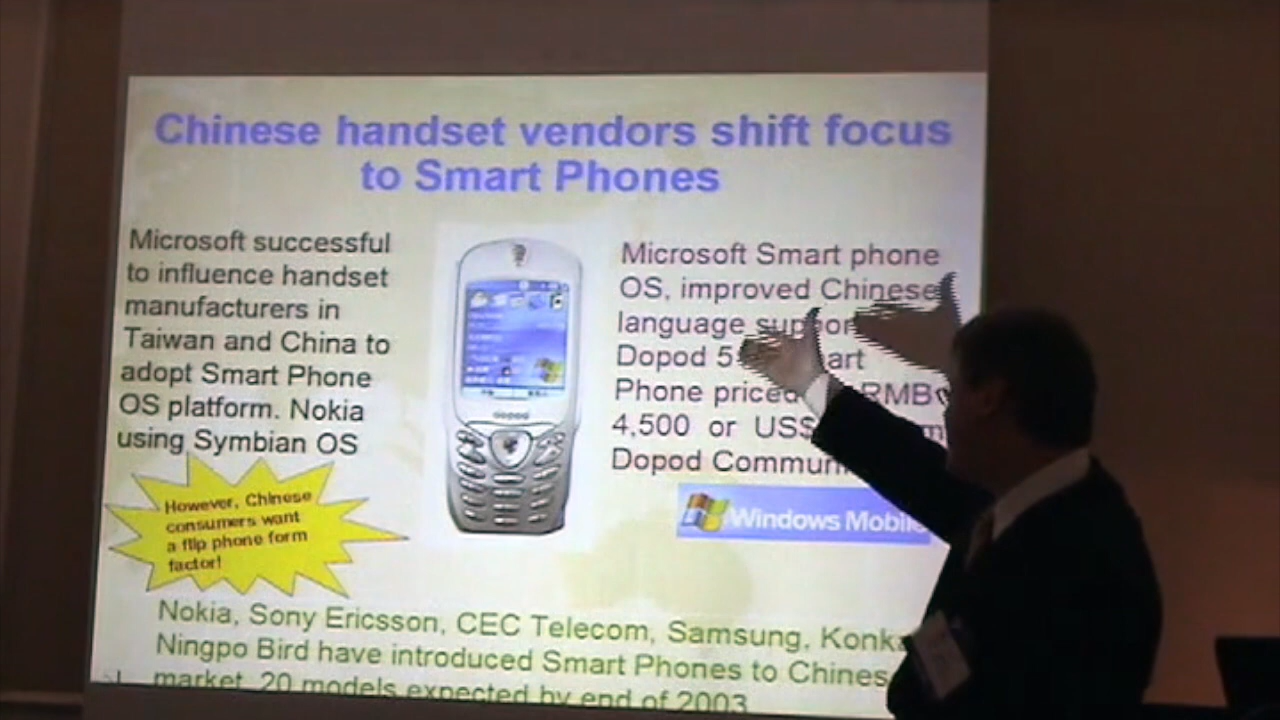 Chinese handset vendors shift focus
to Smart Phones
Microsoft successful
to influence handset
manufacturers in
Taiwan and China to
adopt Smart Phone
OS platform. Nokia
using Symbian OS
However, Chinese
consumers want
a flip phone form
factor!
dopod
Microsoft Smart phone
OS, improved Chinese
language suppor
Dopod 5 art
Phone priced RMB
4,500 or US$ m
Dopod Commun
Windows Mobile
Nokia, Sony Ericsson, CEC Telecom, Samsung, Konka
Ningpo Bird have introduced Smart Phones to Chines
market. 20 models expected by end of 2003